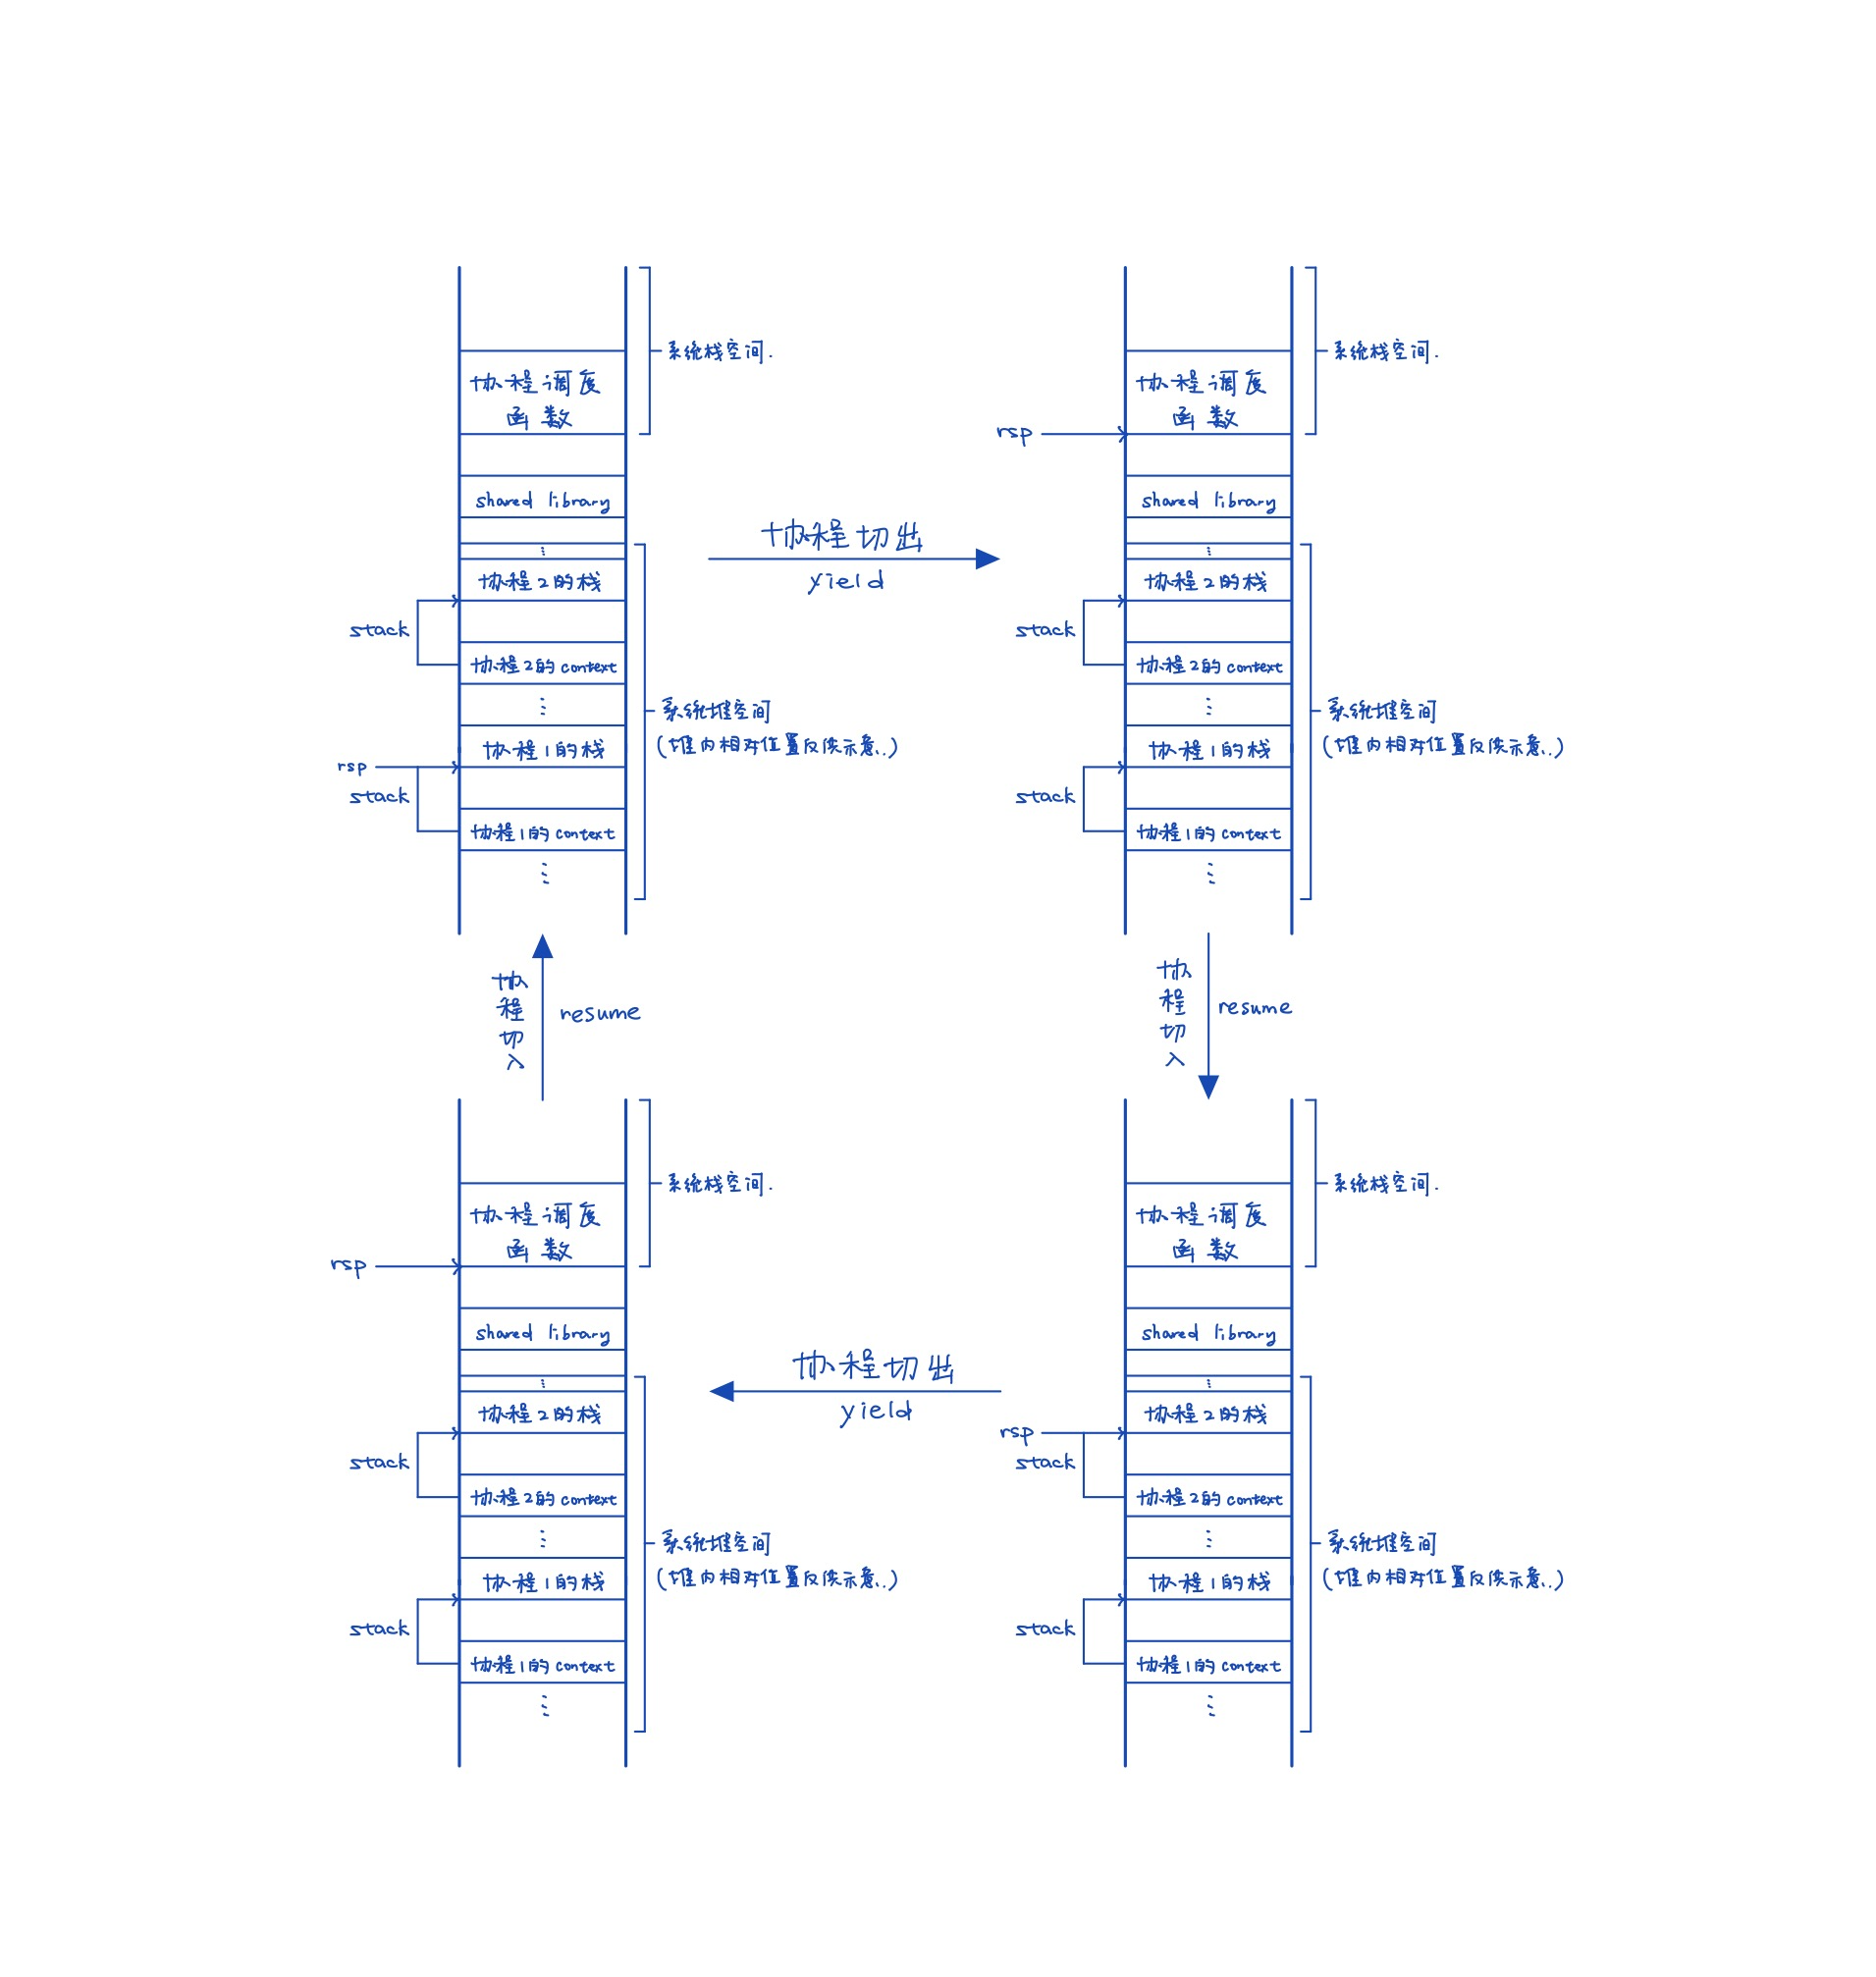 系统栈空间.
协程调度
函数
shared library
⋮
协程2的栈
stack
协程2的context
⋮
协程1的栈
rsp
stack
协程1的context
⋮
系统堆空间
(堆内相对位置仅供示意..)
协程切出
yield
系统栈空间.
协程调度
函数
rsp
shared library
⋮
协程2的栈
stack
协程2的context
⋮
协程1的栈
stack
协程1的context
⋮
系统堆空间
(堆内相对位置仅供示意..)
协程切入
resume
协程切入
resume
系统栈空间.
协程调度
函数
rsp
shared library
⋮
协程2的栈
stack
协程2的context
⋮
协程1的栈
stack
协程1的context
⋮
系统堆空间
(堆内相对位置仅供示意..)
协程切出
yield
系统栈空间.
协程调度
函数
shared library
⋮
协程2的栈
rsp
stack
协程2的context
⋮
协程1的栈
stack
协程1的context
⋮
系统堆空间
(堆内相对位置仅供示意..)